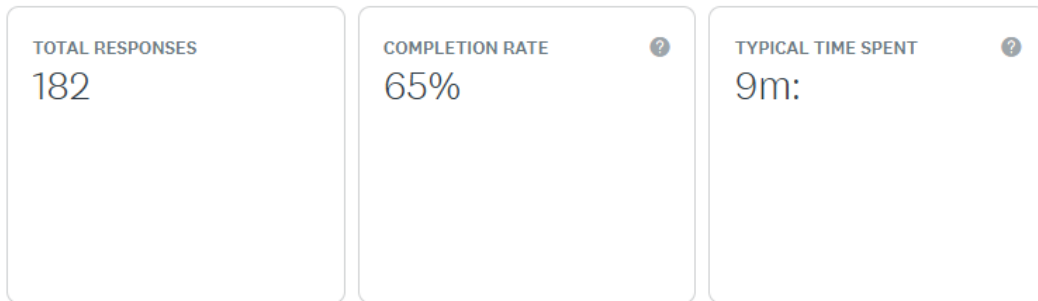 TOTAL RESPONSES
182
COMPLETION RATE
?
65%
TYPICAL TIME SPENT
?
9m: